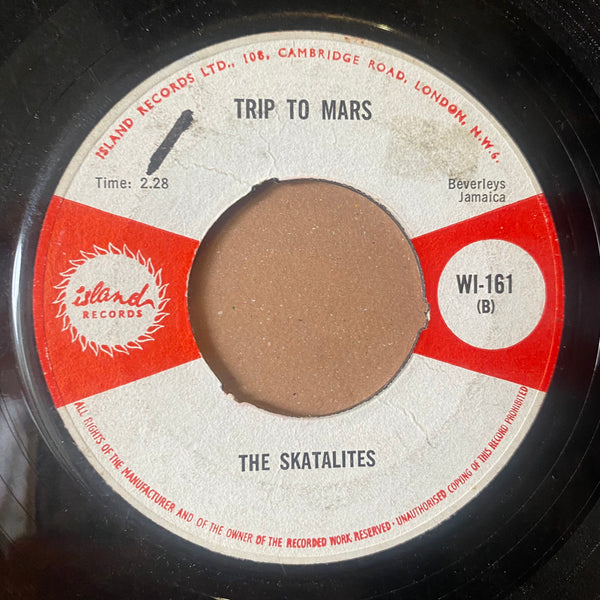 ISLAND RECORDS LTD., 108, CAMBRIDGE ROAD, LONDON, N.W.6.
TRIP TO MARS
Time: 2.28
Beverleys
Jamaica
island
RECORDS
WI-161
(B)
THE SKATALITES
ALL RIGHTS OF THE MANUFACTURER AND OF THE OWNER OF THE RECORDED WORK RESERVED · UNAUTHORISED COPYING OF THIS RECORD PROHIBITED